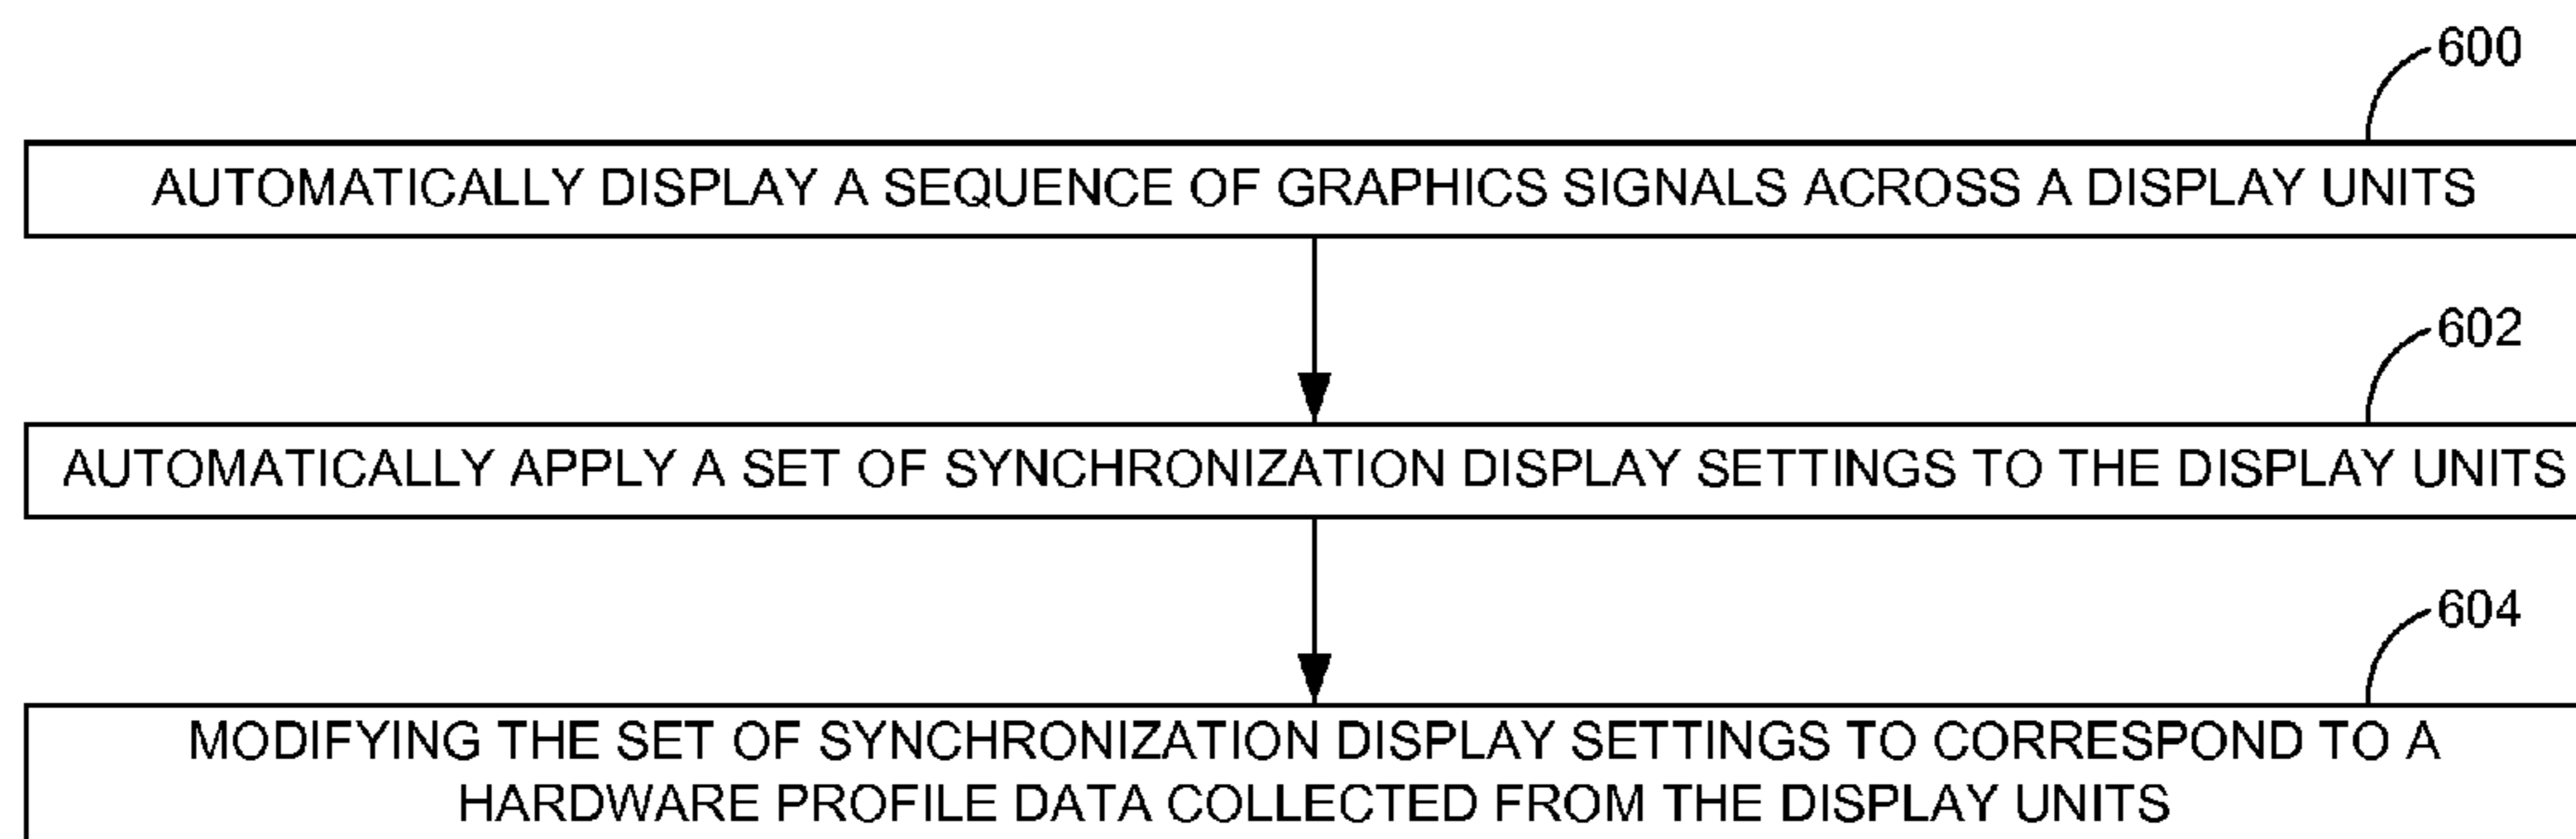 600
AUTOMATICALLY DISPLAY A SEQUENCE OF GRAPHICS SIGNALS ACROSS A DISPLAY UNITS
602
AUTOMATICALLY APPLY A SET OF SYNCHRONIZATION DISPLAY SETTINGS TO THE DISPLAY UNITS
604
MODIFYING THE SET OF SYNCHRONIZATION DISPLAY SETTINGS TO CORRESPOND TO A
HARDWARE PROFILE DATA COLLECTED FROM THE DISPLAY UNITS